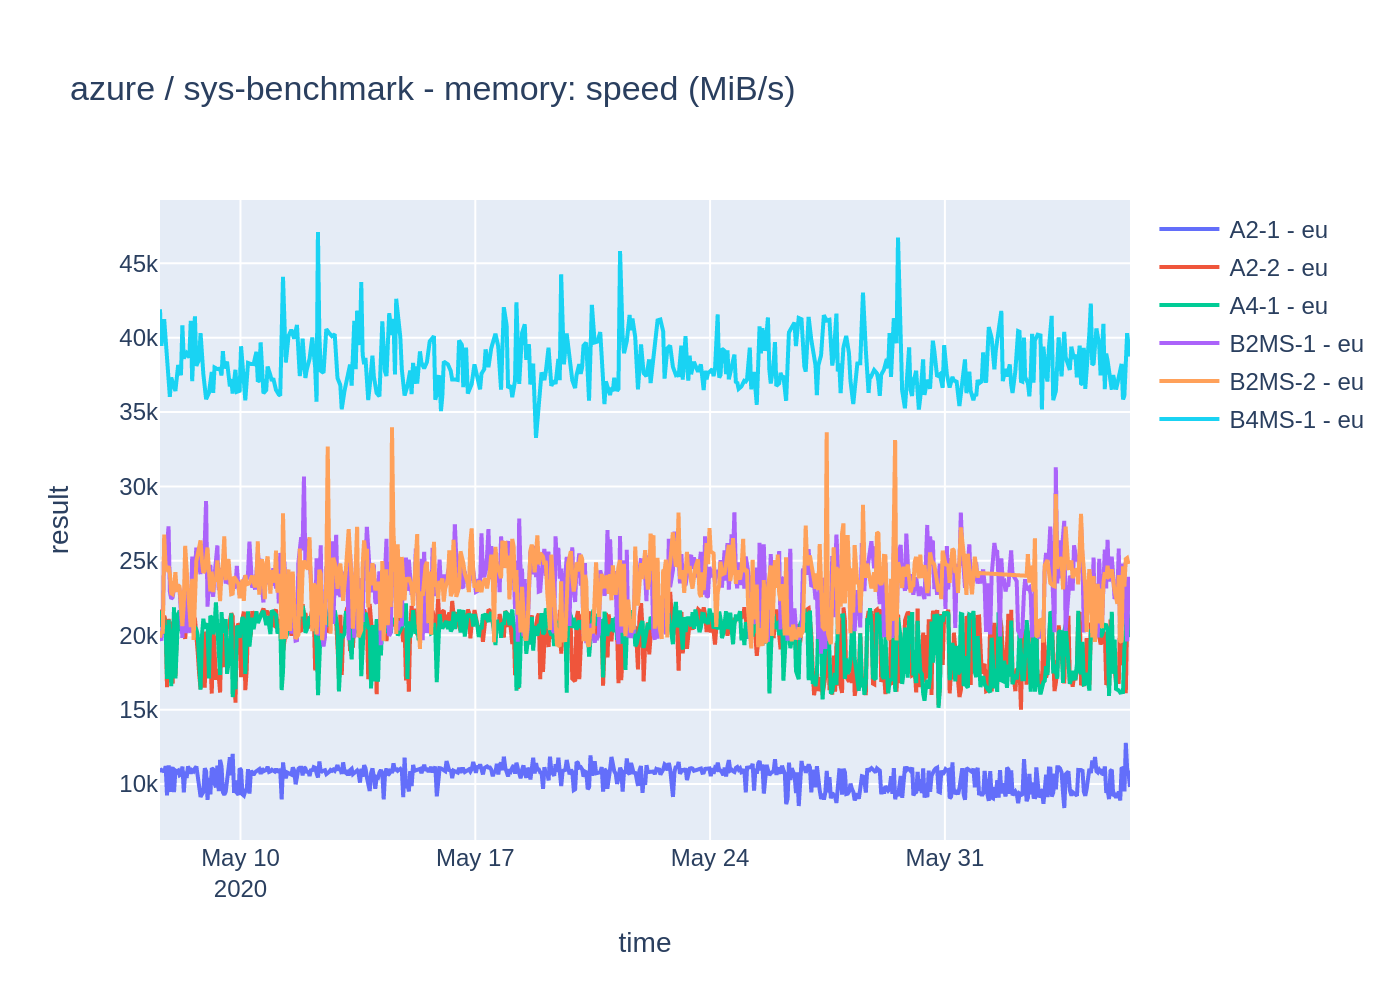 azure / sys-benchmark - memory: speed (MiB/s)
45k
40k
35k
30k
25k
20k
15k
10k
result
May 10
2020
May 17
May 24
May 31
time
A2-1 - eu
A2-2 - eu
A4-1 - eu
B2MS-1 - eu
B2MS-2 - eu
B4MS-1 - eu